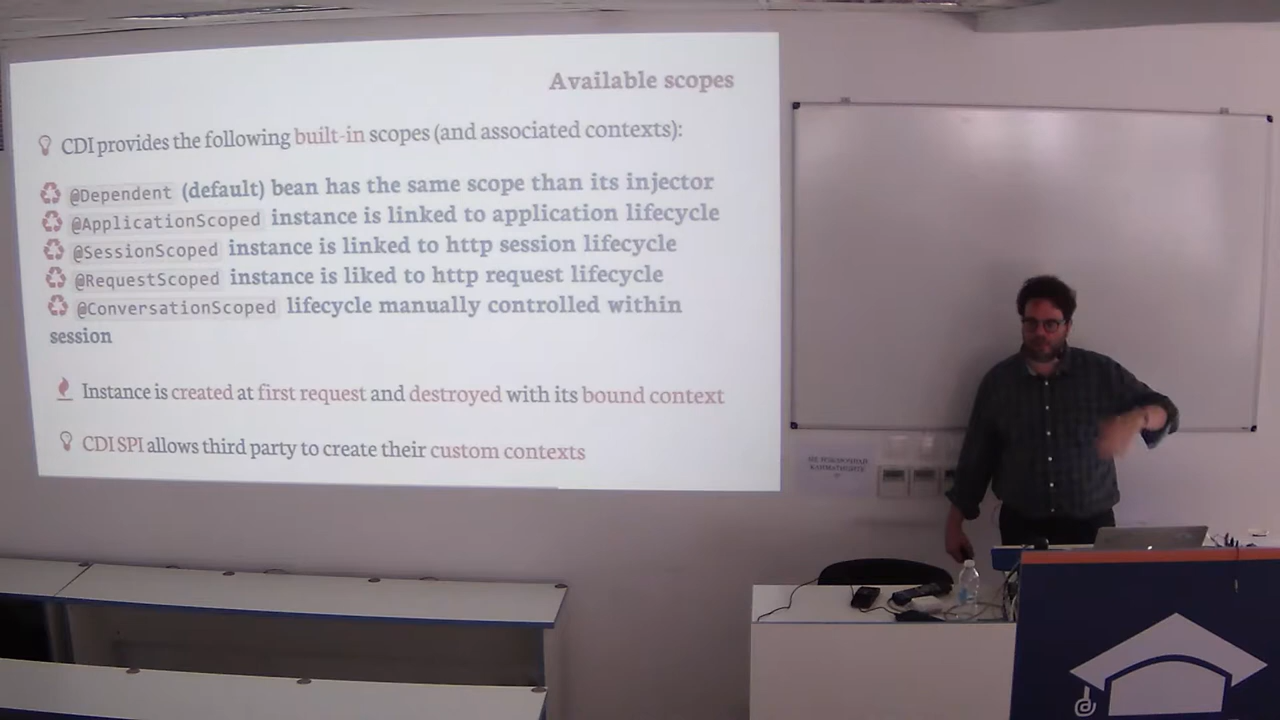 Available scopes
CDI provides the following built-in scopes (and associated contexts):
@Dependent (default) bean has the same scope than its injector
@ApplicationScoped instance is linked to application lifecycle
@SessionScoped instance is linked to http session lifecycle
@RequestScoped instance is liked to http request lifecycle
@ConversationScoped lifecycle manually controlled within
session
Instance is created at first request and destroyed with its bound context
CDI SPI allows third party to create their custom contexts